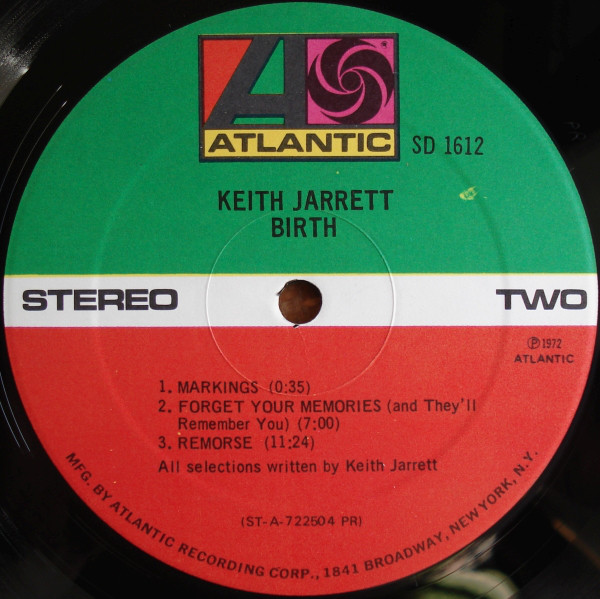 ATLANTIC
SD 1612
KEITH JARRETT
BIRTH
STEREO
TWO
℗ 1972
ATLANTIC
1. MARKINGS (0:35)
2. FORGET YOUR MEMORIES (and They'll
Remember You) (7:00)
3. REMORSE (11:24)
All selections written by Keith Jarrett
(ST-A-722504 PR)
MFG. BY ATLANTIC RECORDING CORP., 1841 BROADWAY, NEW YORK, N.Y.